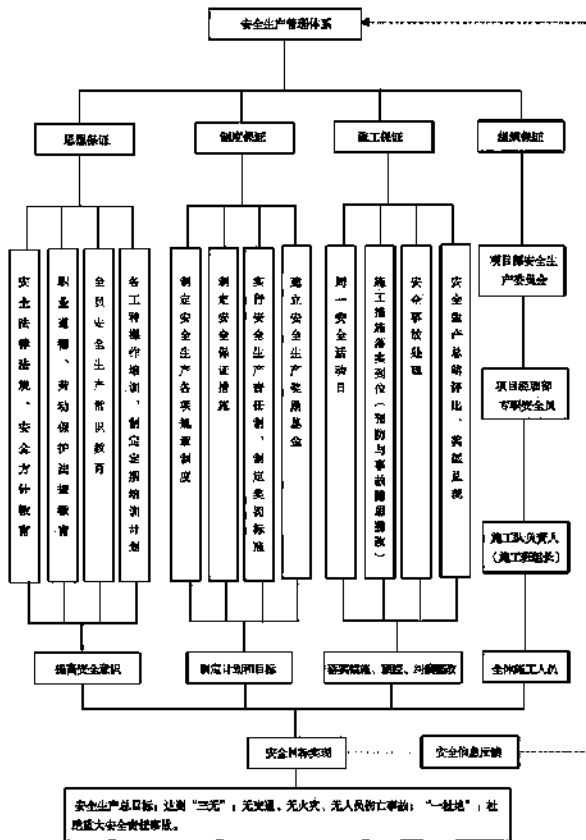 安全生产管理体系
思想保证
制度保证
施工保证
组织保证
安全法律法规、安全方针教育
职业道德、劳动保护法规教育
全员安全生产常识教育
各工种操作培训、制定定期培训计划
制定安全生产各项规章制度
制定安全保证措施
实行安全生产责任制、制定奖罚标准
建立安全生产奖励基金
周一安全活动日
施工措施落实到位（预防与事故隐患整改）
安全事故处理
安全生产总结评比、奖惩兑现
项目部安全生
产委员会
项目经理部
专职安全员
施工队负责人
（施工班组长）
提高安全意识
制定计划和目标
落实措施、预控、纠偏整改
全体施工人员
安全目标实现
安全信息反馈
安全生产总目标：达到“三无”：无交通、无火灾、无人员伤亡事故；“一杜绝”：杜
绝重大安全责任事故。